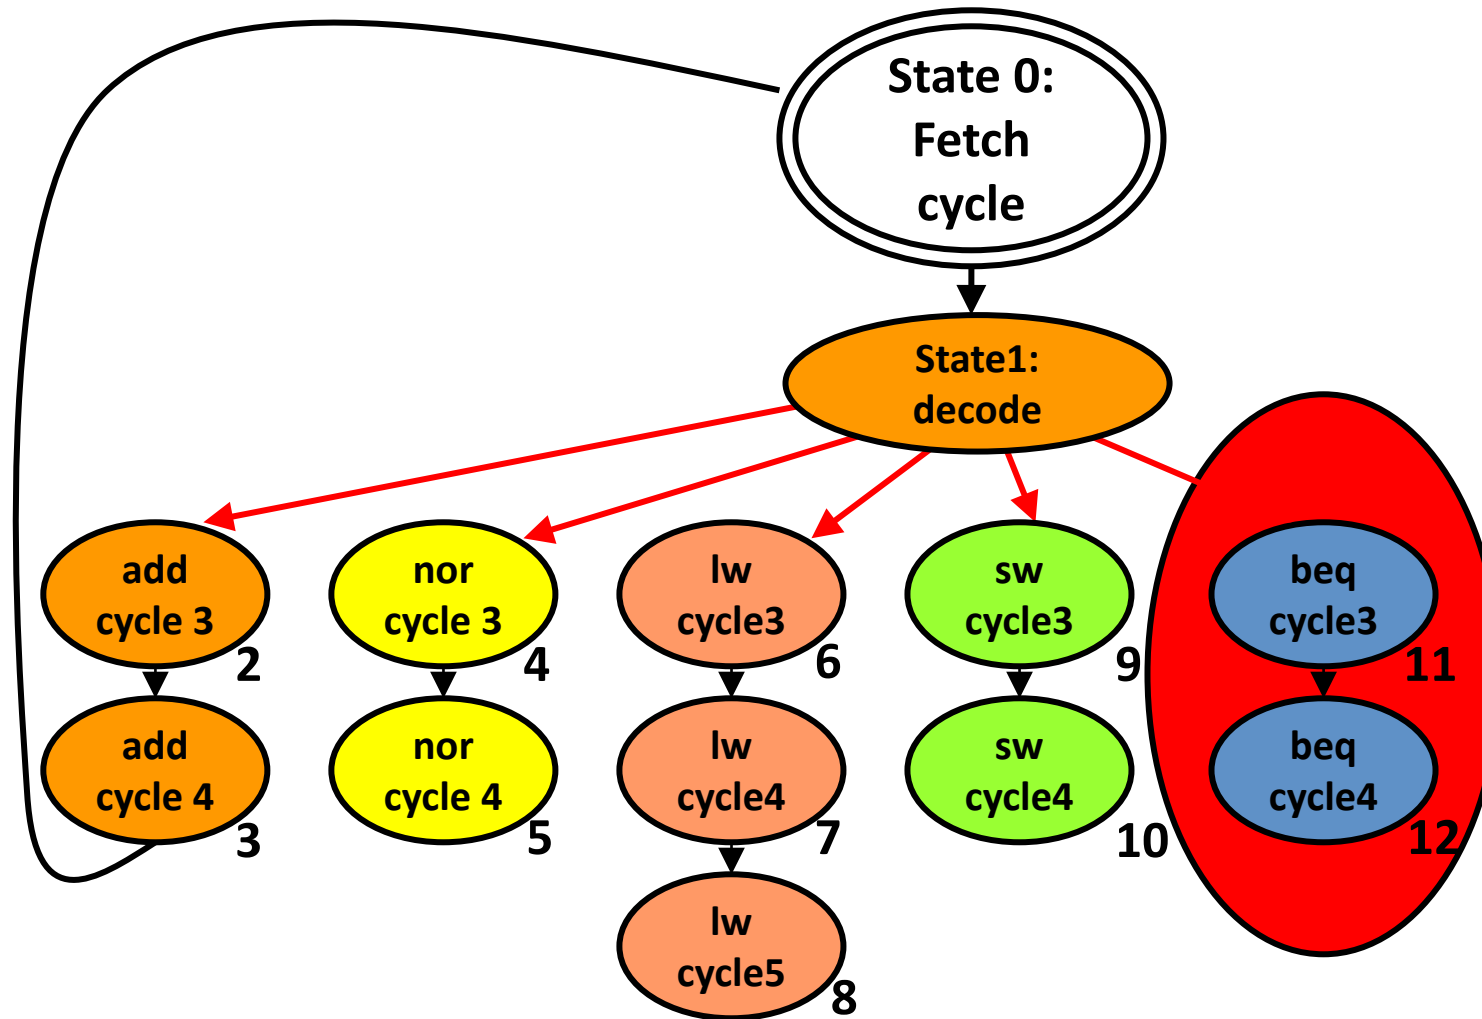 State 0:
Fetch
cycle
State1:
decode
add
cycle 3
2
nor
cycle 3
4
lw
cycle3
6
sw
cycle3
9
beq
cycle3
11
add
cycle 4
3
nor
cycle 4
5
lw
cycle4
7
sw
cycle4
10
beq
cycle4
12
lw
cycle5
8